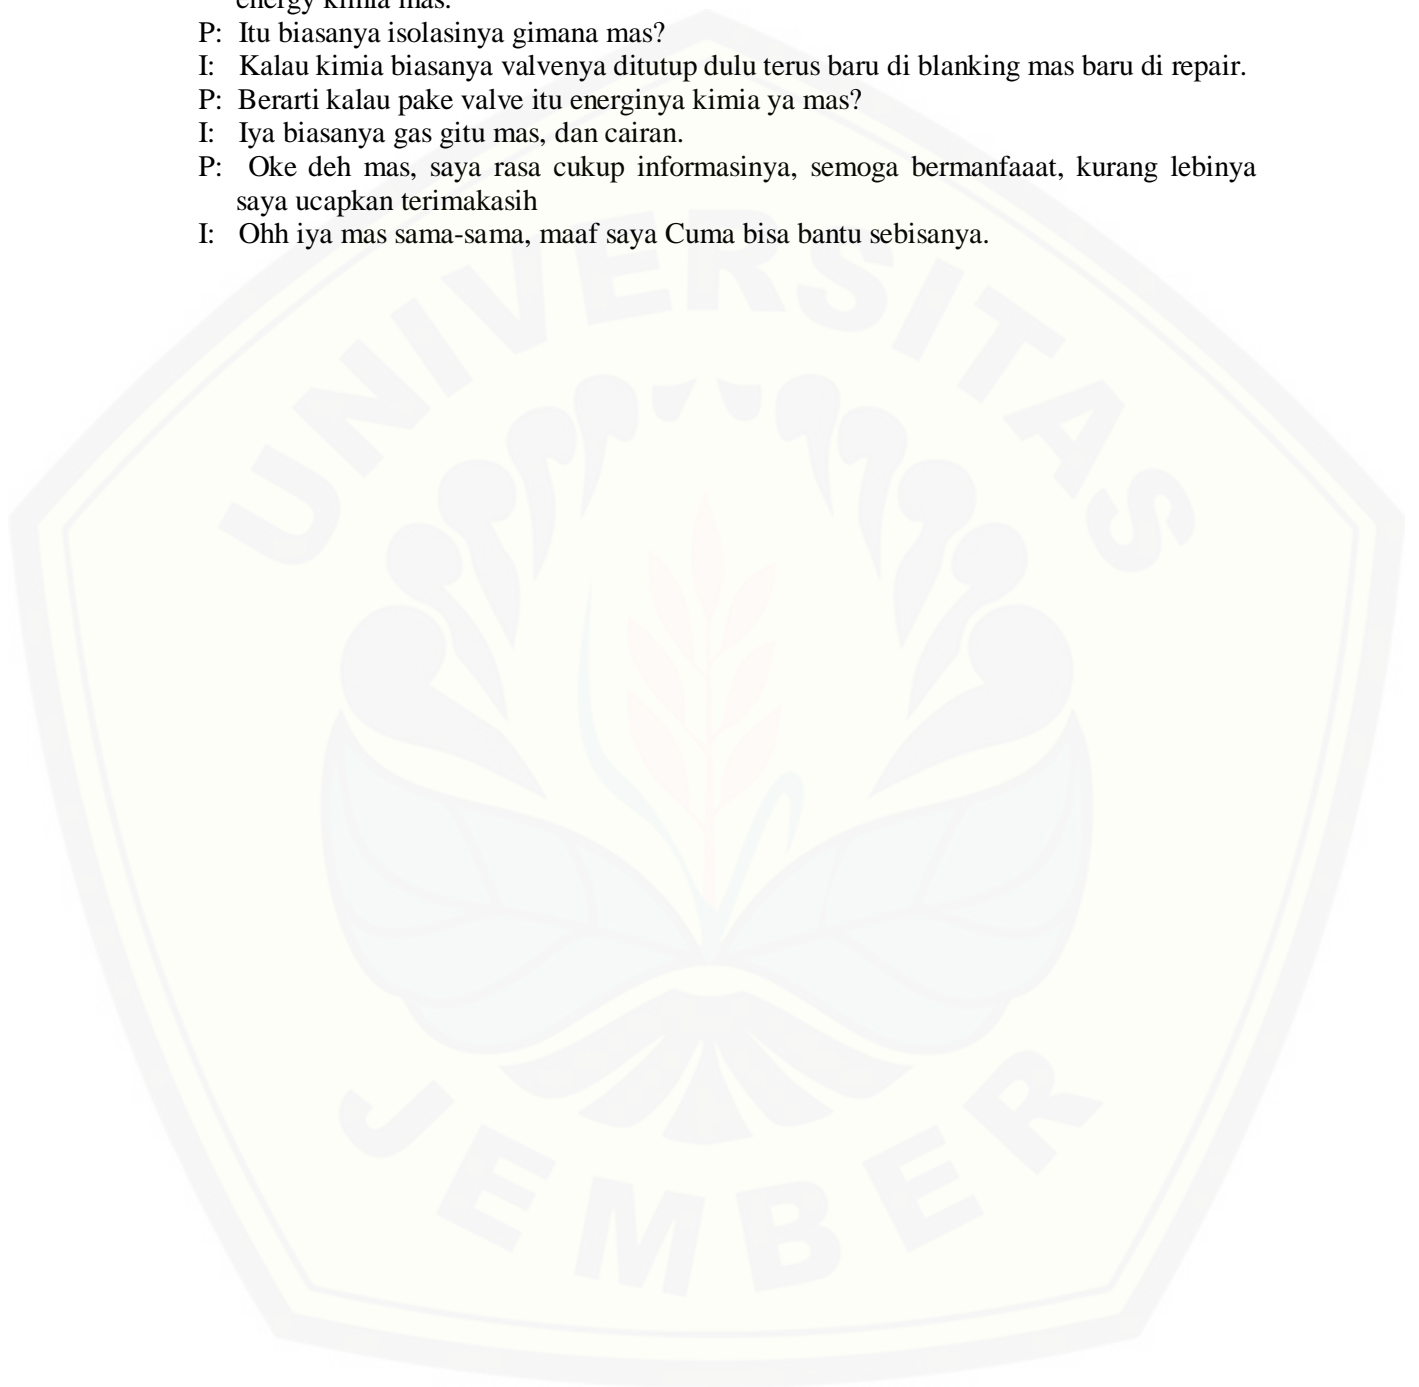 energy kimia mas.
P: Itu biasanya isolasinya gimana mas?
I: Kalau kimia biasanya valvenya ditutup dulu terus baru di blanking mas baru di repair.
P: Berarti kalau pake valve itu energinya kimia ya mas?
I: Iya biasanya gas gitu mas, dan cairan.
P: Oke deh mas, saya rasa cukup informasinya, semoga bermanfaaat, kurang lebinya
saya ucapkan terimakasih
I: Ohh iya mas sama-sama, maaf saya Cuma bisa bantu sebisanya.
UNIVERSITAS
JEMBER